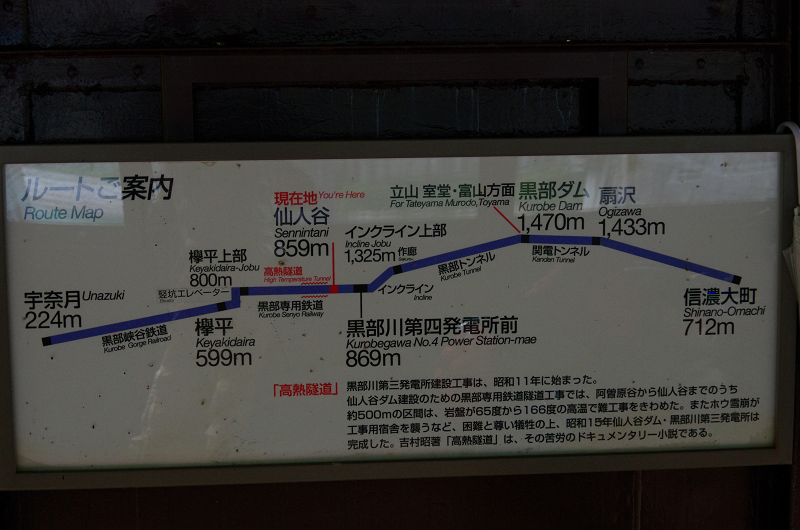 ルートご案内
Route Map
現在地 You're Here
仙人谷
Sennintani
859m
高熱隧道
High Temperature Tunnel
立山 室堂・富山方面
For Tateyama Murodo,Toyama
黒部ダム
Kurobe Dam
1,470m
扇沢
Ogizawa
1,433m
インクライン上部
Incline Jobu
1,325m
作廊
欅平上部
Keyakidaira-Jobu
800m
竪坑エレベーター
宇奈月 Unazuki
224m
黒部峡谷鉄道
Kurobe Gorge Railroad
欅平
Keyakidaira
599m
黒部専用鉄道
Kurobe Senyo Railway
インクライン
Incline
黒部トンネル
Kurobe Tunnel
関電トンネル
Kanden Tunnel
黒部川第四発電所前
Kurobegawa No.4 Power Station-mae
869m
信濃大町
Shinano-Omachi
712m
「高熱隧道」
黒部川第三発電所建設工事は、昭和11年に始まった。
仙人谷ダム建設のための黒部専用鉄道隧道工事では、阿曽原谷から仙人谷までのうち
約500mの区間は、岩盤が65度から166度の高温で難工事をきわめた。またホウ雪崩が
工事用宿舎を襲うなど、困難と尊い犠牲の上、昭和15年仙人谷ダム・黒部川第三発電所は
完成した。吉村昭著「高熱隧道」は、その苦労のドキュメンタリー小説である。